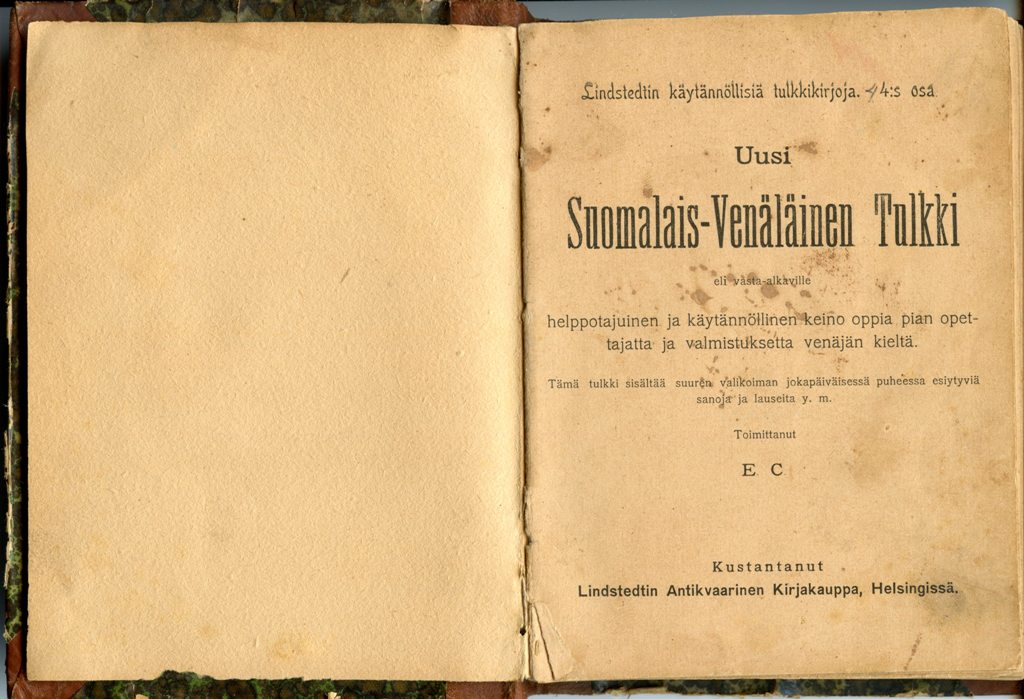 Lindstedtin käytännöllisiä tulkkikirjoja. 4 4:s osa.
Uusi
Suomalais-Venäläinen Tulkki
eli vasta-alkaville
helppotajuinen ja käytännöllinen keino oppia pian opet-
tajatta ja valmistuksetta venäjän kieltä.
Tämä tulkki sisältää suuren valikoiman jokapäiväisessä puheessa esiytyviä
sanoja ja lauseita y. m.
Toimittanut
E C
Kustantanut
Lindstedtin Antikvaarinen Kirjakauppa, Helsingissä.